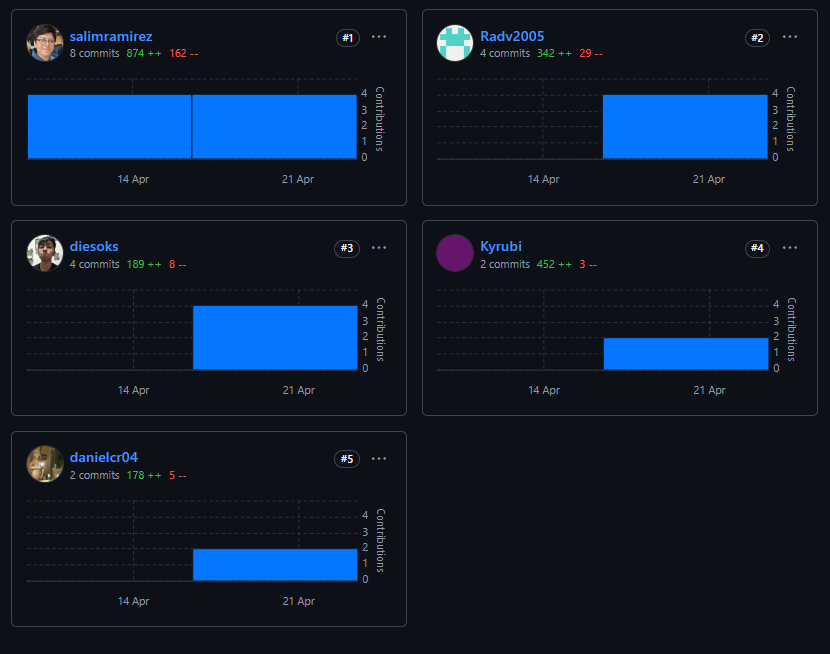 salimramirez #1 ···
8 commits 874 ++ 162 --
4
3
2
1
0
Contributions
14 Apr 21 Apr
Radv2005 #2 ···
4 commits 342 ++ 29 --
4
3
2
1
0
Contributions
14 Apr 21 Apr
diesoks #3 ···
4 commits 189 ++ 8 --
4
3
2
1
0
Contributions
14 Apr 21 Apr
Kyrubi #4 ···
2 commits 452 ++ 3 --
4
3
2
1
0
Contributions
14 Apr 21 Apr
danielcr04 #5 ···
2 commits 178 ++ 5 --
4
3
2
1
0
Contributions
14 Apr 21 Apr